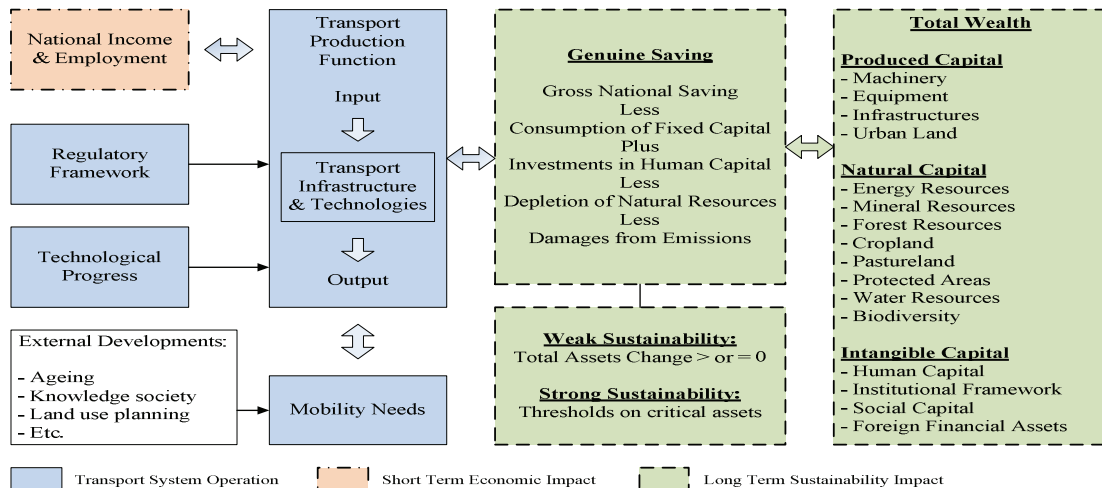 National Income
& Employment
Regulatory
Framework
Technological
Progress
External Developments:
- Ageing
- Knowledge society
- Land use planning
- Etc.
Transport
Production
Function
Input
Transport
Infrastructure
& Technologies
Output
Mobility Needs
Genuine Saving
Gross National Saving
Less
Consumption of Fixed Capital
Plus
Investments in Human Capital
Less
Depletion of Natural Resources
Less
Damages from Emissions
Weak Sustainability:
Total Assets Change > or = 0
Strong Sustainability:
Thresholds on critical assets
Total Wealth
Produced Capital
- Machinery
- Equipment
- Infrastructures
- Urban Land
Natural Capital
- Energy Resources
- Mineral Resources
- Forest Resources
- Cropland
- Pastureland
- Protected Areas
- Water Resources
- Biodiversity
Intangible Capital
- Human Capital
- Institutional Framework
- Social Capital
- Foreign Financial Assets
Transport System Operation
Short Term Economic Impact
Long Term Sustainability Impact